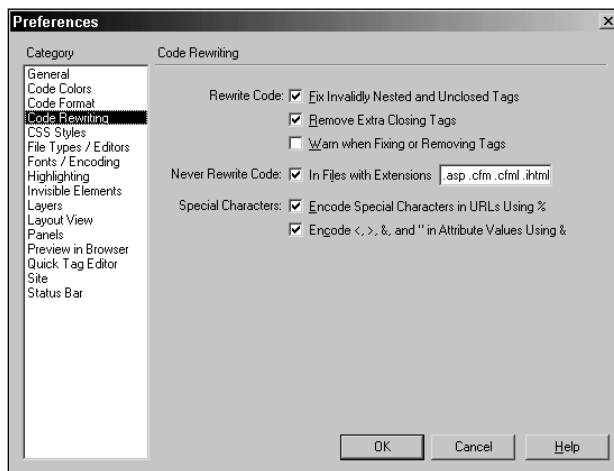 Preferences
Category
Code Rewriting
General
Code Colors
Code Format
Code Rewriting
CSS Styles
File Types / Editors
Fonts / Encoding
Highlighting
Invisible Elements
Layers
Layout View
Panels
Preview in Browser
Quick Tag Editor
Site
Status Bar
Rewrite Code: Fix Invalidly Nested and Unclosed Tags
Remove Extra Closing Tags
Warn when Fixing or Removing Tags
Never Rewrite Code: In Files with Extensions .asp .cfm .cfml .ihtml
Special Characters: Encode Special Characters in URLs Using %
Encode <, >, &, and " in Attribute Values Using &
OK Cancel Help